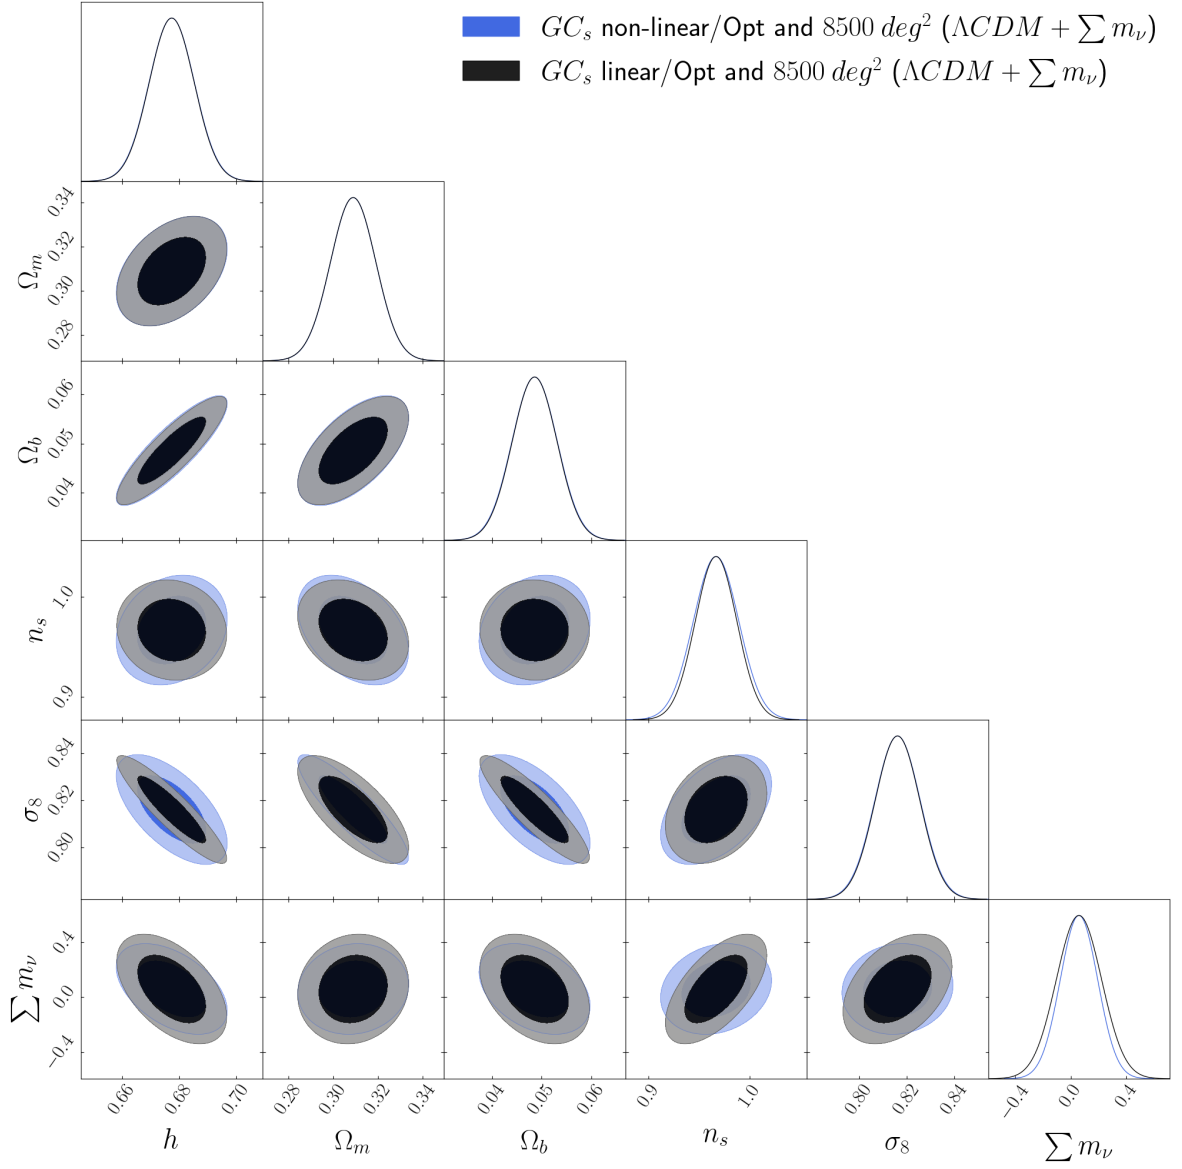 GC_s non-linear/Opt and 8500 deg² (ΛCDM + ∑ m_ν)
GC_s linear/Opt and 8500 deg² (ΛCDM + ∑ m_ν)
0.34
0.32
0.30
0.28
Ω_m
0.06
0.05
0.04
Ω_b
1.0
0.9
n_s
0.84
0.82
0.80
σ_8
0.4
0.0
−0.4
∑ m_ν
0.66 0.68 0.70 0.28 0.30 0.32 0.34 0.04 0.05 0.06 0.9 1.0 0.80 0.82 0.84 −0.4 0.0 0.4
h Ω_m Ω_b n_s σ_8 ∑ m_ν